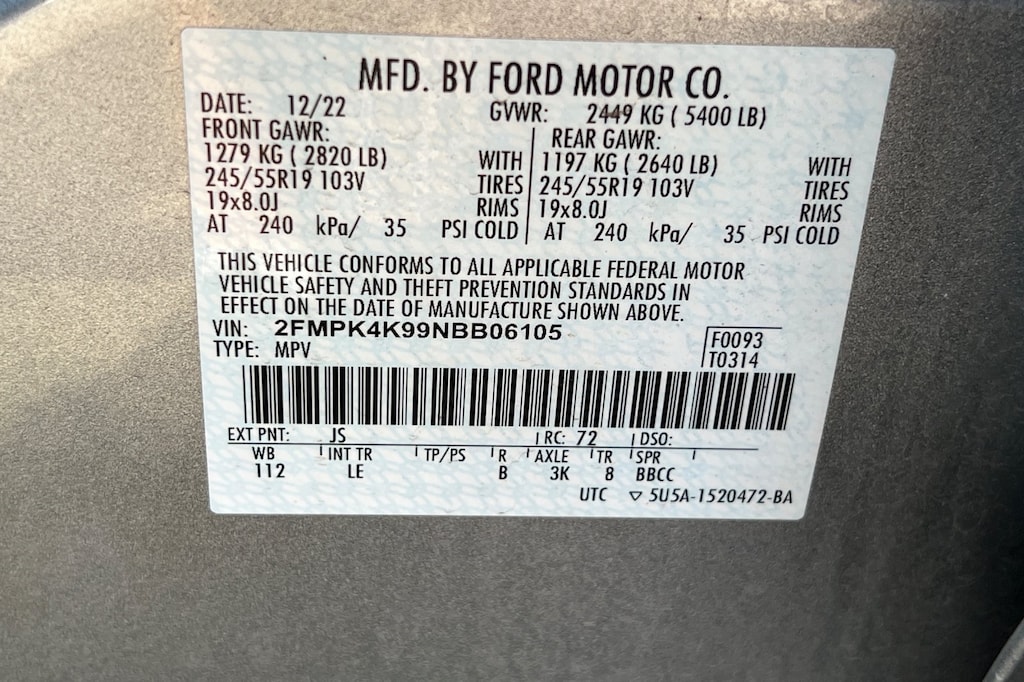 MFD. BY FORD MOTOR CO.
DATE: 12/22 GVWR: 2449 KG ( 5400 LB)
FRONT GAWR: REAR GAWR:
1279 KG ( 2820 LB) WITH 1197 KG ( 2640 LB) WITH
245/55R19 103V TIRES 245/55R19 103V TIRES
19x8.0J RIMS 19x8.0J RIMS
AT 240 kPa/ 35 PSI COLD AT 240 kPa/ 35 PSI COLD
THIS VEHICLE CONFORMS TO ALL APPLICABLE FEDERAL MOTOR
VEHICLE SAFETY AND THEFT PREVENTION STANDARDS IN
EFFECT ON THE DATE OF MANUFACTURE SHOWN ABOVE.
VIN: 2FMPK4K99NBB06105 F0093
TYPE: MPV T0314
EXT PNT: JS RC: 72 DSO:
WB INT TR TP/PS R AXLE TR SPR
112 LE B 3K 8 BBCC
UTC ▽ 5U5A-1520472-BA